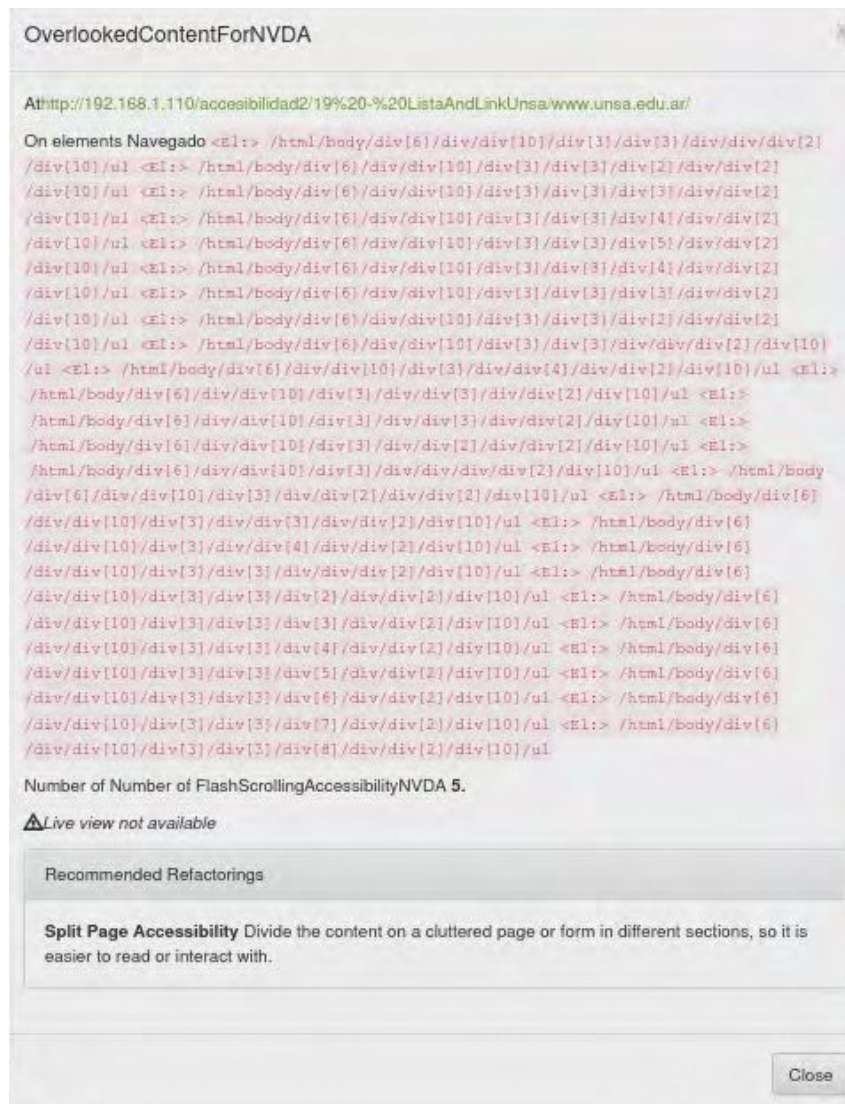 OverlookedContentForNVDA
x
Athttp://192.168.1.110/accesibilidad2/19%20-%20ListaAndLinkUnsa/www.unsa.edu.ar/
On elements Navegado <El:> /html/body/div[6]/div/div[10]/div[3]/div[3]/div/div/div[2]
/div[10]/ul <El:> /html/body/div[6]/div/div[10]/div[3]/div[3]/div[2]/div/div[2]
/div[10]/ul <El:> /html/body/div[6]/div/div[10]/div[3]/div[3]/div[3]/div/div[2]
/div[10]/ul <El:> /html/body/div[6]/div/div[10]/div[3]/div[3]/div[4]/div/div[2]
/div[10]/ul <El:> /html/body/div[6]/div/div[10]/div[3]/div[3]/div[5]/div/div[2]
/div[10]/ul <El:> /html/body/div[6]/div/div[10]/div[3]/div[3]/div[4]/div/div[2]
/div[10]/ul <El:> /html/body/div[6]/div/div[10]/div[3]/div[3]/div[3]/div/div[2]
/div[10]/ul <El:> /html/body/div[6]/div/div[10]/div[3]/div[3]/div[2]/div/div[2]
/div[10]/ul <El:> /html/body/div[6]/div/div[10]/div[3]/div[3]/div/div/div[2]/div[10]
/ul <El:> /html/body/div[6]/div/div[10]/div[3]/div/div[4]/div/div[2]/div[10]/ul <El:>
/html/body/div[6]/div/div[10]/div[3]/div/div[3]/div/div[2]/div[10]/ul <El:>
/html/body/div[6]/div/div[10]/div[3]/div/div[3]/div/div[2]/div[10]/ul <El:>
/html/body/div[6]/div/div[10]/div[3]/div/div[2]/div/div[2]/div[10]/ul <El:>
/html/body/div[6]/div/div[10]/div[3]/div/div/div/div[2]/div[10]/ul <El:> /html/body
/div[6]/div/div[10]/div[3]/div/div[2]/div/div[2]/div[10]/ul <El:> /html/body/div[6]
/div/div[10]/div[3]/div/div[3]/div/div[2]/div[10]/ul <El:> /html/body/div[6]
/div/div[10]/div[3]/div/div[4]/div/div[2]/div[10]/ul <El:> /html/body/div[6]
/div/div[10]/div[3]/div[3]/div/div/div[2]/div[10]/ul <El:> /html/body/div[6]
/div/div[10]/div[3]/div[3]/div[2]/div/div[2]/div[10]/ul <El:> /html/body/div[6]
/div/div[10]/div[3]/div[3]/div[3]/div/div[2]/div[10]/ul <El:> /html/body/div[6]
/div/div[10]/div[3]/div[3]/div[4]/div/div[2]/div[10]/ul <El:> /html/body/div[6]
/div/div[10]/div[3]/div[3]/div[5]/div/div[2]/div[10]/ul <El:> /html/body/div[6]
/div/div[10]/div[3]/div[3]/div[6]/div/div[2]/div[10]/ul <El:> /html/body/div[6]
/div/div[10]/div[3]/div[3]/div[7]/div/div[2]/div[10]/ul <El:> /html/body/div[6]
/div/div[10]/div[3]/div[3]/div[8]/div/div[2]/div[10]/ul
Number of Number of FlashScrollingAccessibilityNVDA 5.
Live view not available
Recommended Refactorings
Split Page Accessibility Divide the content on a cluttered page or form in different sections, so it is
easier to read or interact with.
Close